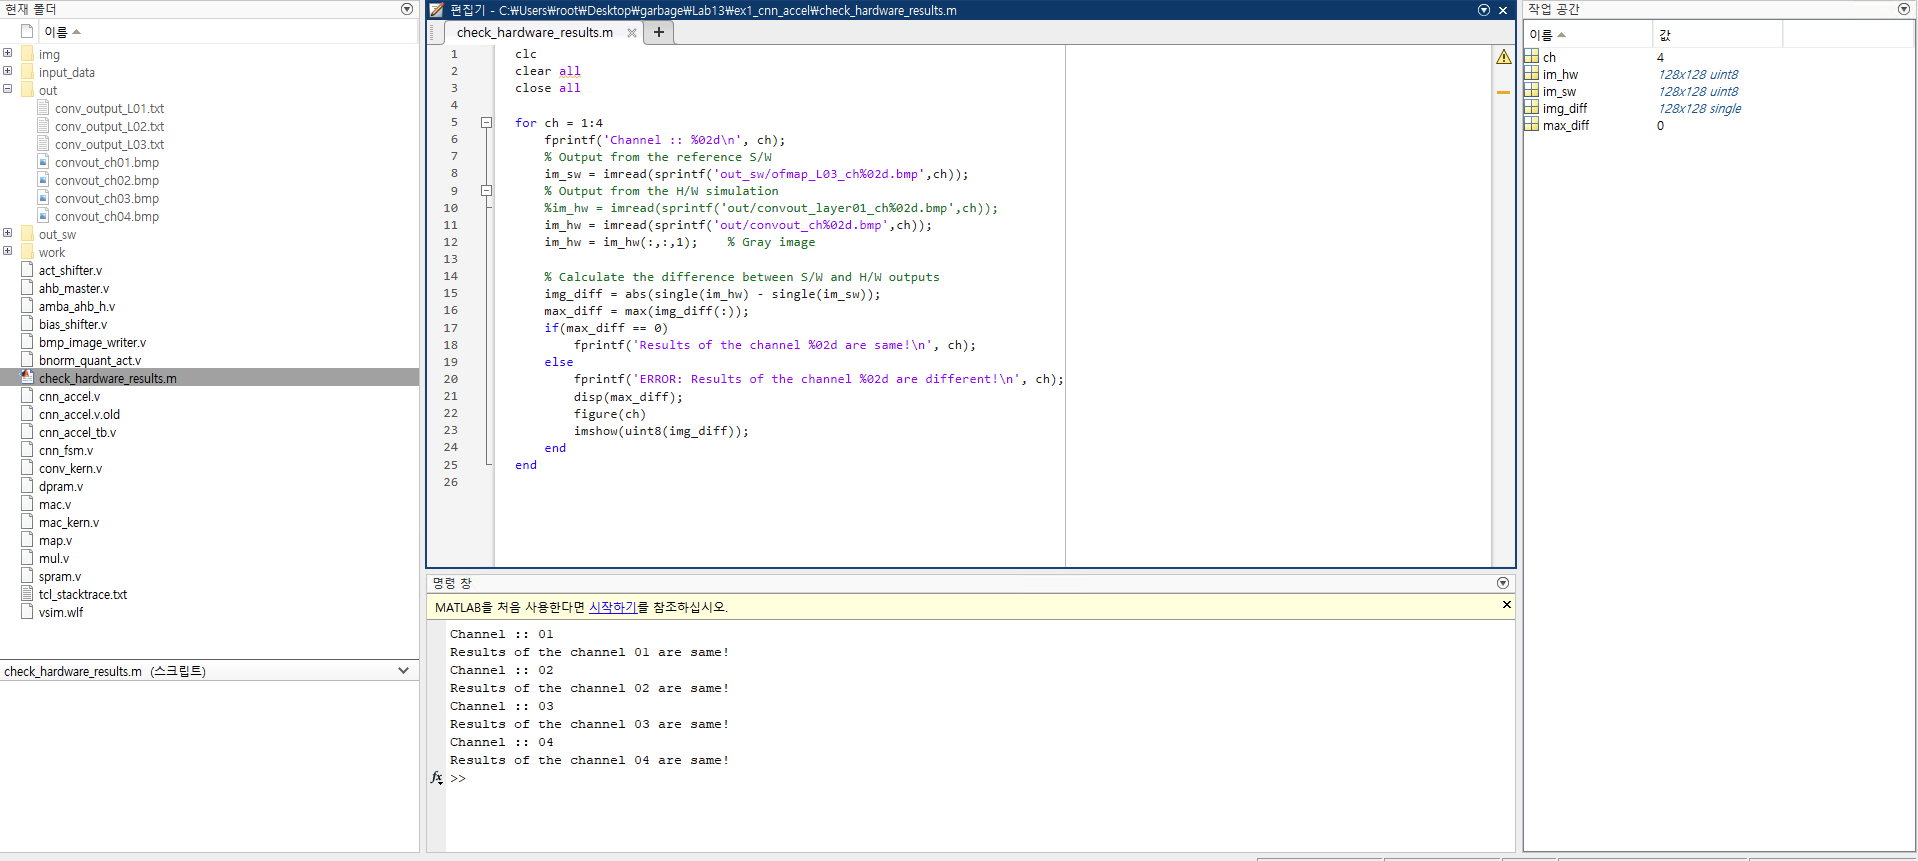 현재 폴더
이름
img
input_data
out
conv_output_L01.txt
conv_output_L02.txt
conv_output_L03.txt
convout_ch01.bmp
convout_ch02.bmp
convout_ch03.bmp
convout_ch04.bmp
out_sw
work
act_shifter.v
ahb_master.v
amba_ahb_h.v
bias_shifter.v
bmp_image_writer.v
bnorm_quant_act.v
check_hardware_results.m
cnn_accel.v
cnn_accel.v.old
cnn_accel_tb.v
cnn_fsm.v
conv_kern.v
dpram.v
mac.v
mac_kern.v
map.v
mul.v
spram.v
tcl_stacktrace.txt
vsim.wlf
check_hardware_results.m (스크립트)
편집기 - C:₩Users₩root₩Desktop₩garbage₩Lab13₩ex1_cnn_accel₩check_hardware_results.m
check_hardware_results.m
1 clc
2 clear all
3 close all
4
5 for ch = 1:4
6 fprintf('Channel :: %02d\n', ch);
7 % Output from the reference S/W
8 im_sw = imread(sprintf('out_sw/ofmap_L03_ch%02d.bmp',ch));
9 % Output from the H/W simulation
10 %im_hw = imread(sprintf('out/convout_layer01_ch%02d.bmp',ch));
11 im_hw = imread(sprintf('out/convout_ch%02d.bmp',ch));
12 im_hw = im_hw(:,:,1); % Gray image
13
14 % Calculate the difference between S/W and H/W outputs
15 img_diff = abs(single(im_hw) - single(im_sw));
16 max_diff = max(img_diff(:));
17 if(max_diff == 0)
18 fprintf('Results of the channel %02d are same!\n', ch);
19 else
20 fprintf('ERROR: Results of the channel %02d are different!\n', ch);
21 disp(max_diff);
22 figure(ch)
23 imshow(uint8(img_diff));
24 end
25 end
26
명령 창
MATLAB을 처음 사용한다면 시작하기를 참조하십시오.
Channel :: 01
Results of the channel 01 are same!
Channel :: 02
Results of the channel 02 are same!
Channel :: 03
Results of the channel 03 are same!
Channel :: 04
Results of the channel 04 are same!
fx >>
작업 공간
이름 값
ch 4
im_hw 128x128 uint8
im_sw 128x128 uint8
img_diff 128x128 single
max_diff 0